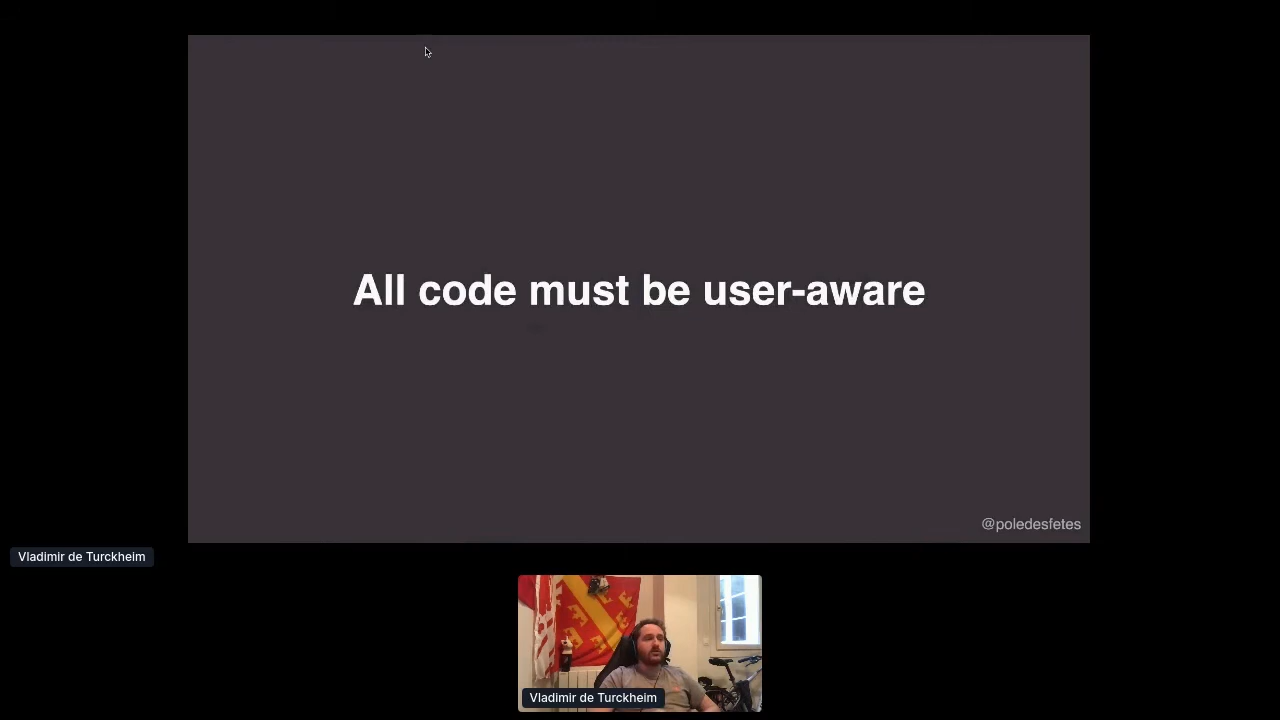 All code must be user-aware
@poledesfetes
Vladimir de Turckheim
Vladimir de Turckheim